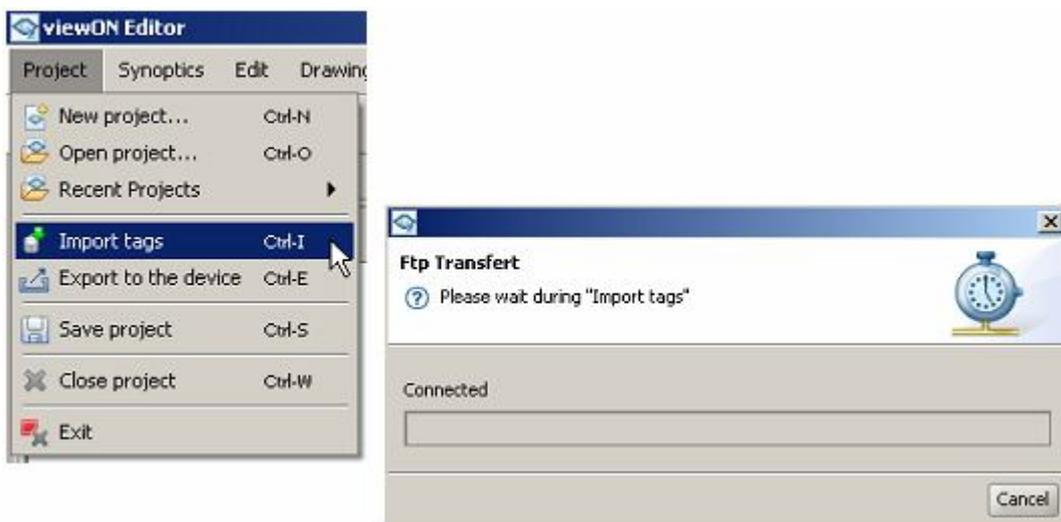 viewON Editor
Project Synoptics Edit Drawing
New project... Ctrl-N
Open project... Ctrl-O
Recent Projects
Import tags Ctrl-I
Export to the device Ctrl-E
Save project Ctrl-S
Close project Ctrl-W
Exit
Ftp Transfert
Please wait during "Import tags"
Connected
Cancel